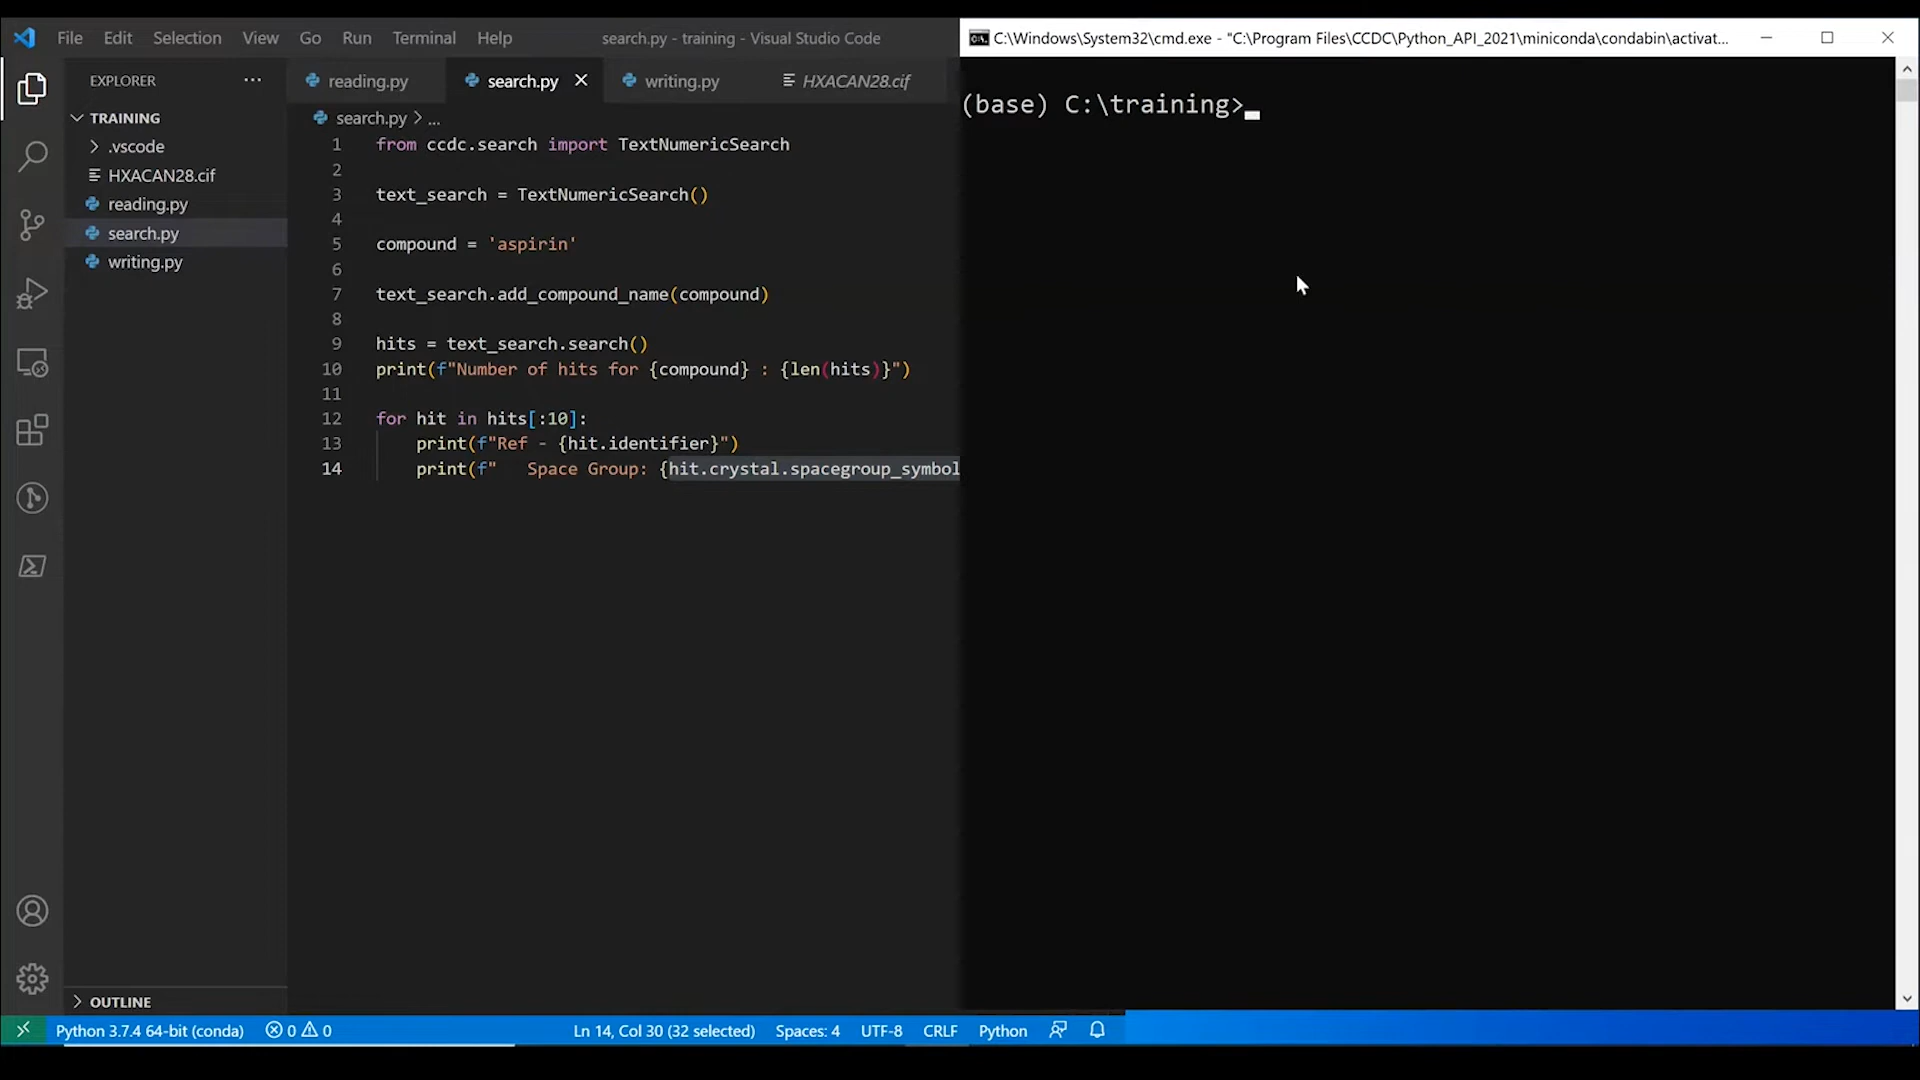 File Edit Selection View Go Run Terminal Help search.py - training - Visual Studio Code
C:\Windows\System32\cmd.exe - "C:\Program Files\CCDC\Python_API_2021\miniconda\condabin\activat...
EXPLORER ...
reading.py search.py writing.py HXACAN28.cif
TRAINING
.vscode
HXACAN28.cif
reading.py
search.py
writing.py
OUTLINE
search.py > ...
1 from ccdc.search import TextNumericSearch
2
3 text_search = TextNumericSearch()
4
5 compound = 'aspirin'
6
7 text_search.add_compound_name(compound)
8
9 hits = text_search.search()
10 print(f"Number of hits for {compound} : {len(hits)}")
11
12 for hit in hits[:10]:
13 print(f"Ref - {hit.identifier}")
14 print(f"   Space Group: {hit.crystal.spacegroup_symbol
(base) C:\training>
Python 3.7.4 64-bit (conda) 0 0 Ln 14, Col 30 (32 selected) Spaces: 4 UTF-8 CRLF Python